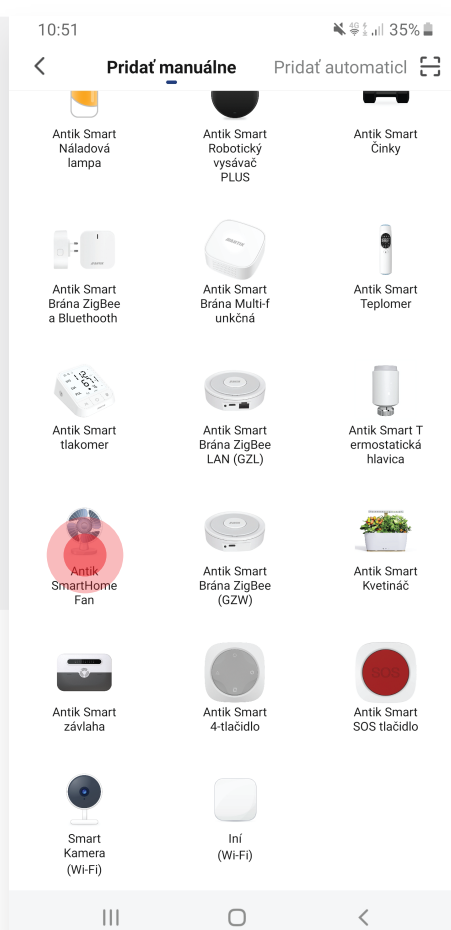 10:51
4G
35%
Pridať manuálne
Pridať automaticl
Antik Smart
Náladová
lampa
Antik Smart
Robotický
vysávač
PLUS
Antik Smart
Činky
Antik Smart
Brána ZigBee
a Bluethooth
Antik Smart
Brána Multi-f
unkčná
Antik Smart
Teplomer
Antik Smart
tlakomer
Antik Smart
Brána ZigBee
LAN (GZL)
Antik Smart T
ermostatická
hlavica
Antik
SmartHome
Fan
Antik Smart
Brána ZigBee
(GZW)
Antik Smart
Kvetináč
SOS
Antik Smart
závlaha
Antik Smart
4-tlačidlo
Antik Smart
SOS tlačidlo
Smart
Kamera
(Wi-Fi)
Iní
(Wi-Fi)